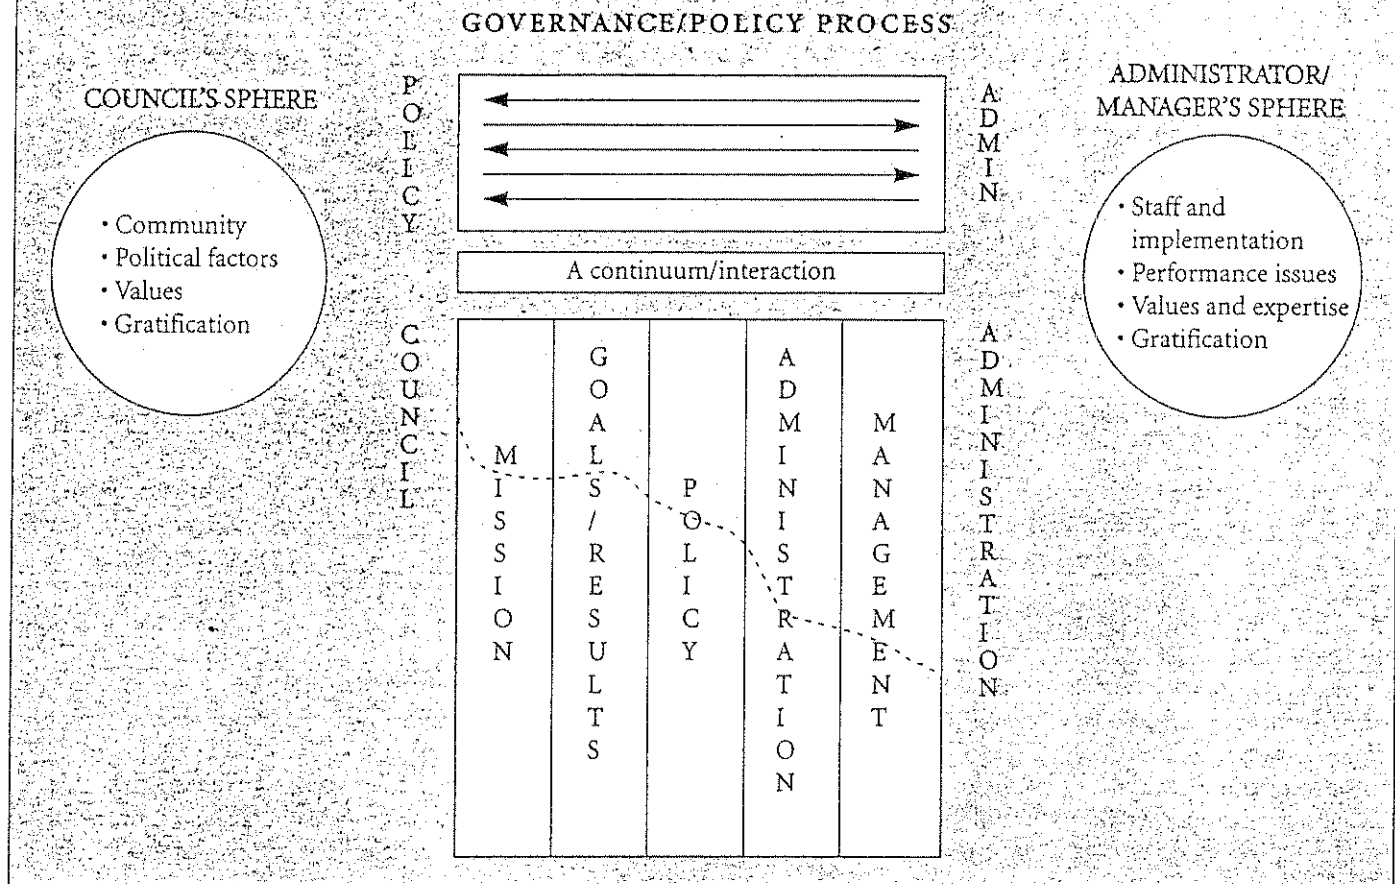 GOVERNANCE/POLICY PROCESS
COUNCIL'S SPHERE
• Community
• Political factors
• Values
• Gratification
POLICY
ADMIN
A continuum/interaction
COUNCIL
MISSION
GOALS/RESULTS
POLICY
ADMINISTRATION
MANAGEMENT
ADMINISTRATION
ADMINISTRATOR/
MANAGER'S SPHERE
• Staff and
implementation
• Performance issues
• Values and expertise
• Gratification